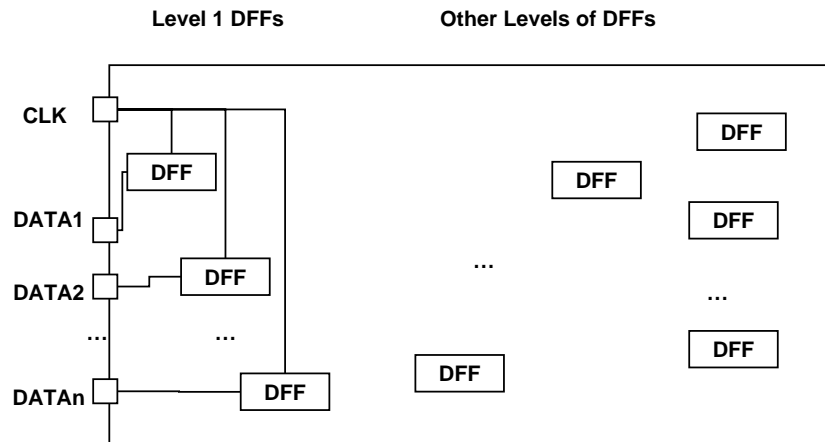 Level 1 DFFs
Other Levels of DFFs
CLK
DFF
DFF
DFF
DATA1
DFF
DFF
...
DATA2
...
...
...
DFF
DFF
DATAn
DFF